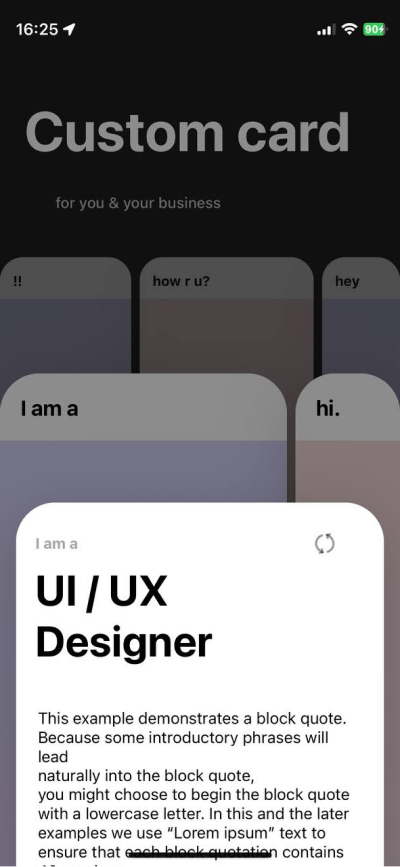 16:25
90
Custom card
for you & your business
!!
how r u?
hey
I am a
hi.
I am a
UI / UX
Designer
This example demonstrates a block quote.
Because some introductory phrases will
lead
naturally into the block quote,
you might choose to begin the block quote
with a lowercase letter. In this and the later
examples we use “Lorem ipsum” text to
ensure that each block quotation contains